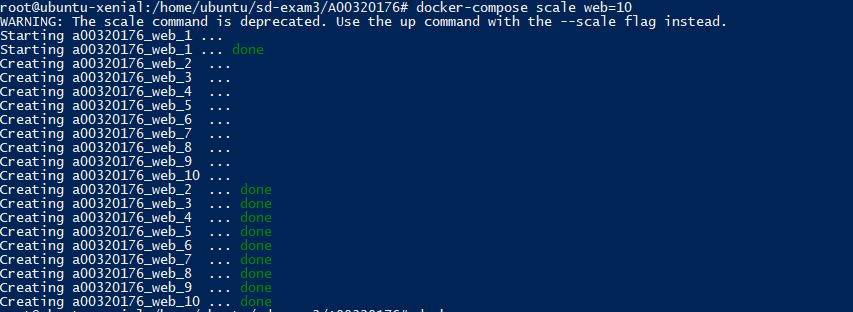 root@ubuntu-xenial:/home/ubuntu/sd-exam3/A00320176# docker-compose scale web=10
WARNING: The scale command is deprecated. Use the up command with the --scale flag instead.
Starting a00320176_web_1 ...
Starting a00320176_web_1 ... done
Creating a00320176_web_2  ...
Creating a00320176_web_3  ...
Creating a00320176_web_4  ...
Creating a00320176_web_5  ...
Creating a00320176_web_6  ...
Creating a00320176_web_7  ...
Creating a00320176_web_8  ...
Creating a00320176_web_9  ...
Creating a00320176_web_10 ...
Creating a00320176_web_2  ... done
Creating a00320176_web_3  ... done
Creating a00320176_web_4  ... done
Creating a00320176_web_5  ... done
Creating a00320176_web_6  ... done
Creating a00320176_web_7  ... done
Creating a00320176_web_8  ... done
Creating a00320176_web_9  ... done
Creating a00320176_web_10 ... done